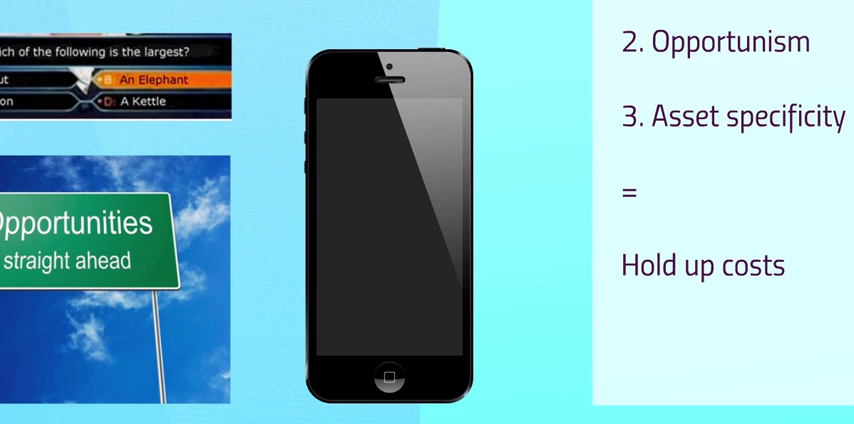 ich of the following is the largest?
ut
B: An Elephant
on
D: A Kettle
Opportunities
straight ahead
2. Opportunism
3. Asset specificity
=
Hold up costs